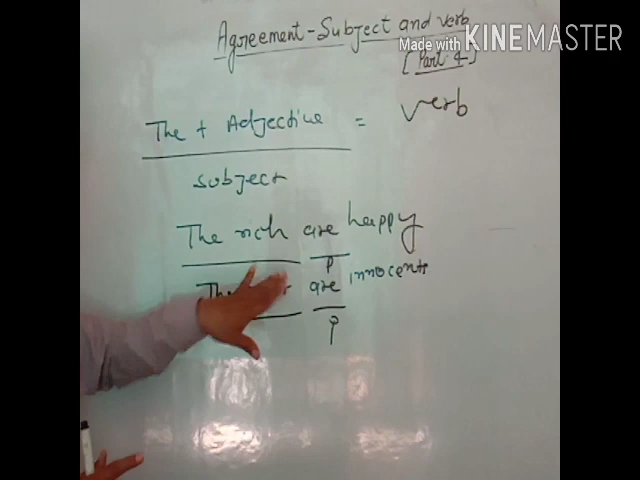 Agreement-Subject and verb
Made with KINEMASTER
[Part 4]
The + Adjective = Verb
Subject
The rich are happy
P
The are innocents
P